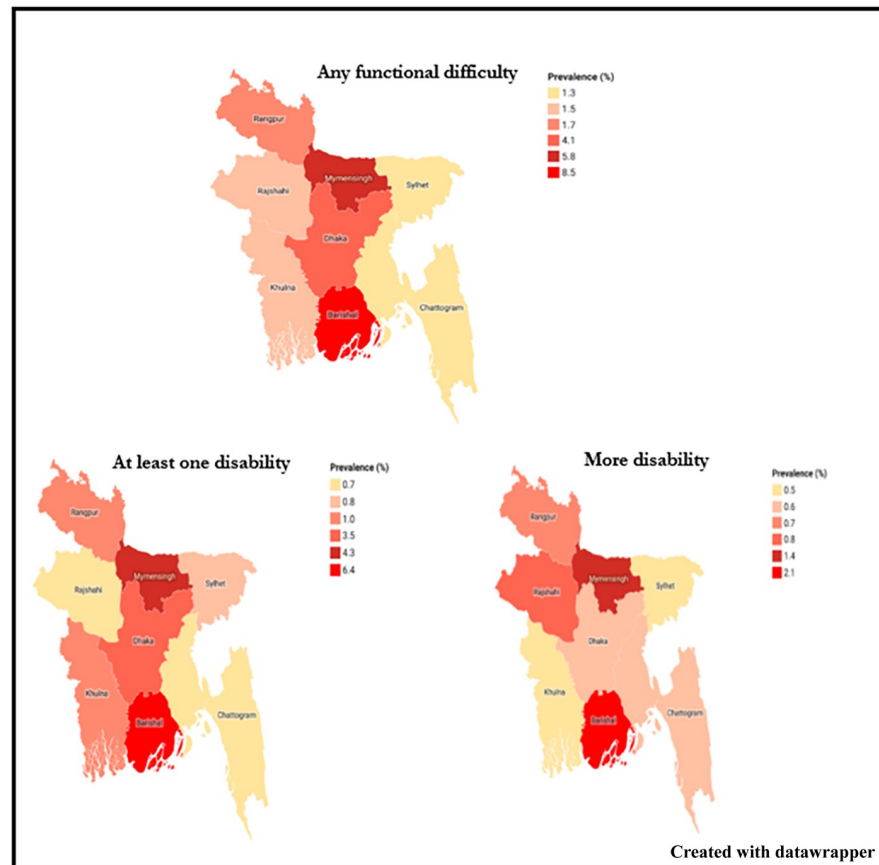 Any functional difficulty
Prevalence (%)
1.3
1.5
1.7
4.1
5.8
8.5
Rangpur
Mymensingh
Sylhet
Rajshahi
Dhaka
Khulna
Barishal
Chattogram
At least one disability
Prevalence (%)
0.7
0.8
1.0
3.5
4.3
6.4
Rangpur
Mymensingh
Sylhet
Rajshahi
Dhaka
Khulna
Barishal
Chattogram
More disability
Prevalence (%)
0.5
0.6
0.7
0.8
1.4
2.1
Rangpur
Mymensingh
Sylhet
Rajshahi
Dhaka
Khulna
Barishal
Chattogram
Created with datawrapper